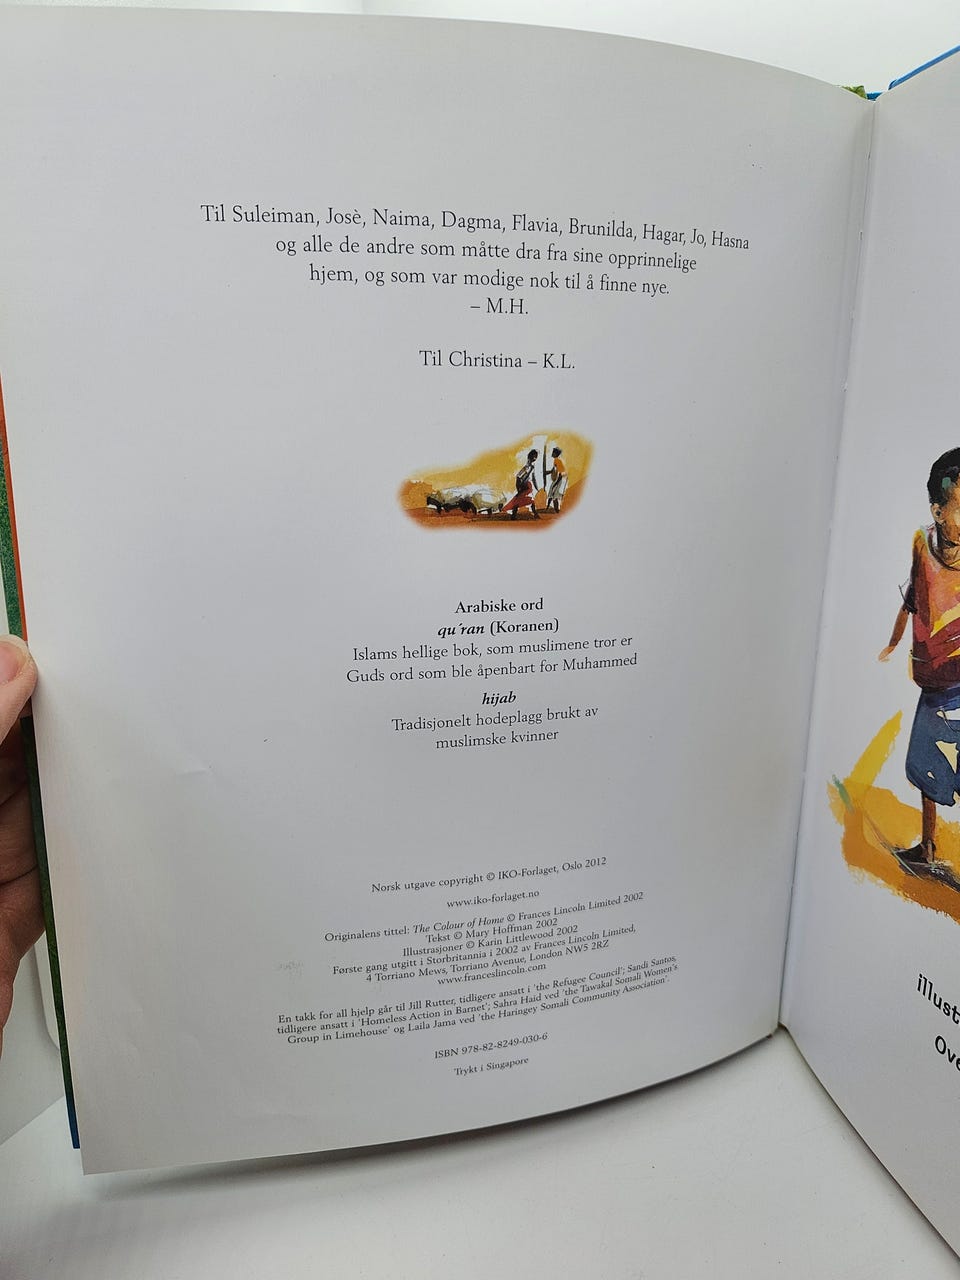 Til Suleiman, Josè, Naima, Dagma, Flavia, Brunilda, Hagar, Jo, Hasna
og alle de andre som måtte dra fra sine opprinnelige
hjem, og som var modige nok til å finne nye.
– M.H.
Til Christina – K.L.
Arabiske ord
qu´ran (Koranen)
Islams hellige bok, som muslimene tror er
Guds ord som ble åpenbart for Muhammed
hijab
Tradisjonelt hodeplagg brukt av
muslimske kvinner
Norsk utgave copyright © IKO-Forlaget, Oslo 2012
www.iko-forlaget.no
Originalens tittel: The Colour of Home © Frances Lincoln Limited 2002
Tekst © Mary Hoffman 2002
Illustrasjoner © Karin Littlewood 2002
Første gang utgitt i Storbritannia i 2002 av Frances Lincoln Limited,
4 Torriano Mews, Torriano Avenue, London NW5 2RZ
www.franceslincoln.com
En takk for all hjelp går til Jill Rutter, tidligere ansatt i 'the Refugee Council'; Sandi Santos,
tidligere ansatt i 'Homeless Action in Barnet'; Sahra Haid ved 'the Tawakal Somali Women's
Group in Limehouse' og Laila Jama ved 'the Haringey Somali Community Association'.
ISBN 978-82-8249-030-6
Trykt i Singapore
illust
Ove